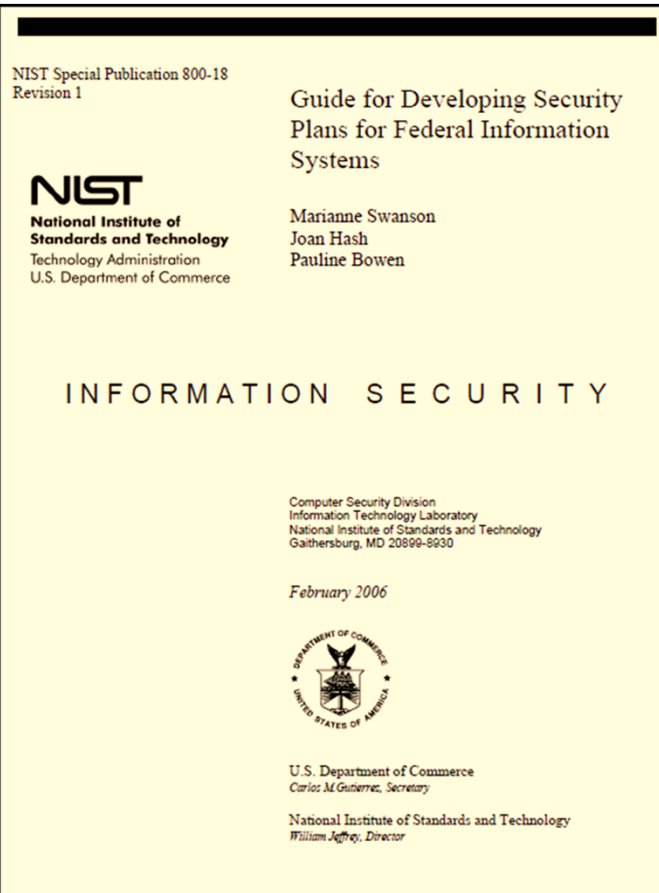 NIST Special Publication 800-18
Revision 1
Guide for Developing Security
Plans for Federal Information
Systems
NIST
National Institute of
Standards and Technology
Technology Administration
U.S. Department of Commerce
Marianne Swanson
Joan Hash
Pauline Bowen
INFORMATION SECURITY
Computer Security Division
Information Technology Laboratory
National Institute of Standards and Technology
Gaithersburg, MD 20899-8930
February 2006
DEPARTMENT OF COMMERCE
UNITED STATES OF AMERICA
U.S. Department of Commerce
Carlos M.Gutierrez, Secretary
National Institute of Standards and Technology
William Jeffrey, Director